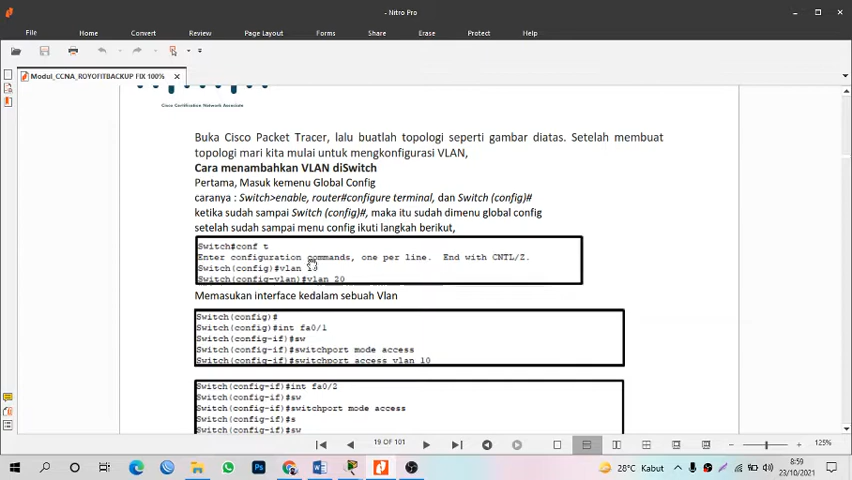 - Nitro Pro
File Home Convert Review Page Layout Forms Share Erase Protect Help
Modul_CCNA_ROYOFITBACKUP FIX 100%
Cisco Certification Network Associate
Buka Cisco Packet Tracer, lalu buatlah topologi seperti gambar diatas. Setelah membuat
topologi mari kita mulai untuk mengkonfigurasi VLAN,
Cara menambahkan VLAN diSwitch
Pertama, Masuk kemenu Global Config
caranya : Switch>enable, router#configure terminal, dan Switch (config)#
ketika sudah sampai Switch (config)#, maka itu sudah dimenu global config
setelah sudah sampai menu config ikuti langkah berikut,
Switch#conf t
Enter configuration commands, one per line. End with CNTL/Z.
Switch(config)#vlan 10
Switch(config-vlan)#vlan 20
Memasukan interface kedalam sebuah Vlan
Switch(config)#
Switch(config)#int fa0/1
Switch(config-if)#sw
Switch(config-if)#switchport mode access
Switch(config-if)#switchport access vlan 10
Switch(config-if)#int fa0/2
Switch(config-if)#sw
Switch(config-if)#switchport mode access
Switch(config-if)#s
Switch(config-if)#sw
19 OF 101
125%
28°C Kabut
8:59
23/10/2021